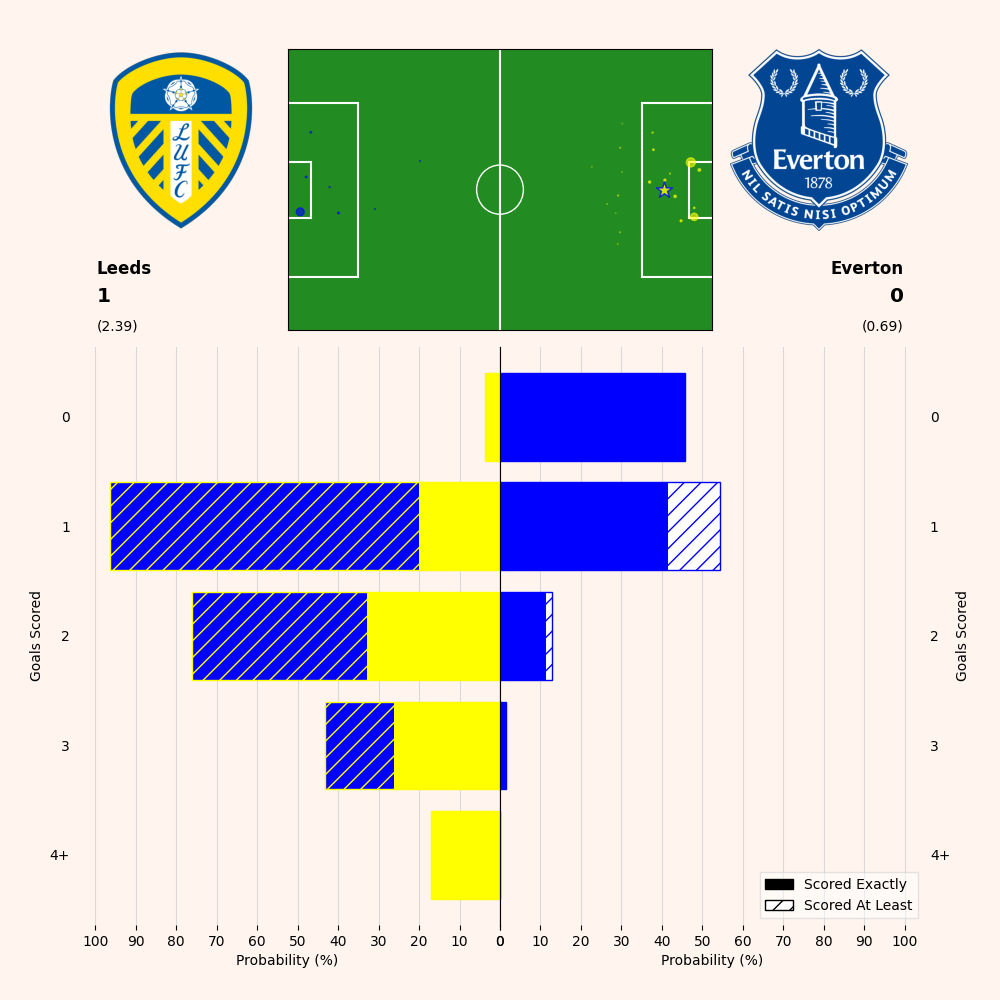 L
U
F
C
Everton
1878
NIL SATIS NISI OPTIMUM
Leeds
1
(2.39)
Everton
0
(0.69)
Goals Scored
0
1
2
3
4+
0
1
2
3
4+
Goals Scored
Scored Exactly
Scored At Least
100 90 80 70 60 50 40 30 20 10 0 10 20 30 40 50 60 70 80 90 100
Probability (%)
Probability (%)